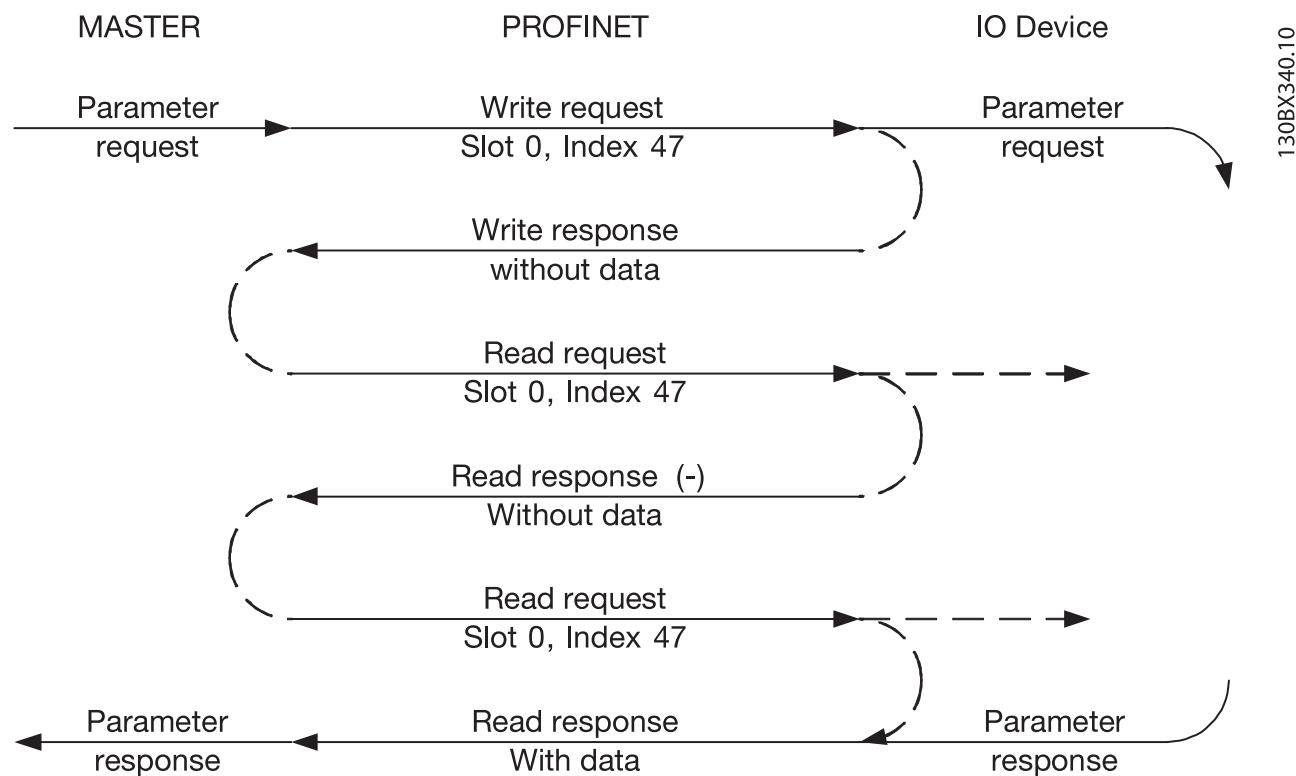 MASTER
PROFINET
IO Device
130BX340.10
Parameter
request
Write request
Slot 0, Index 47
Parameter
request
Write response
without data
Read request
Slot 0, Index 47
Read response (-)
Without data
Read request
Slot 0, Index 47
Parameter
response
Read response
With data
Parameter
response